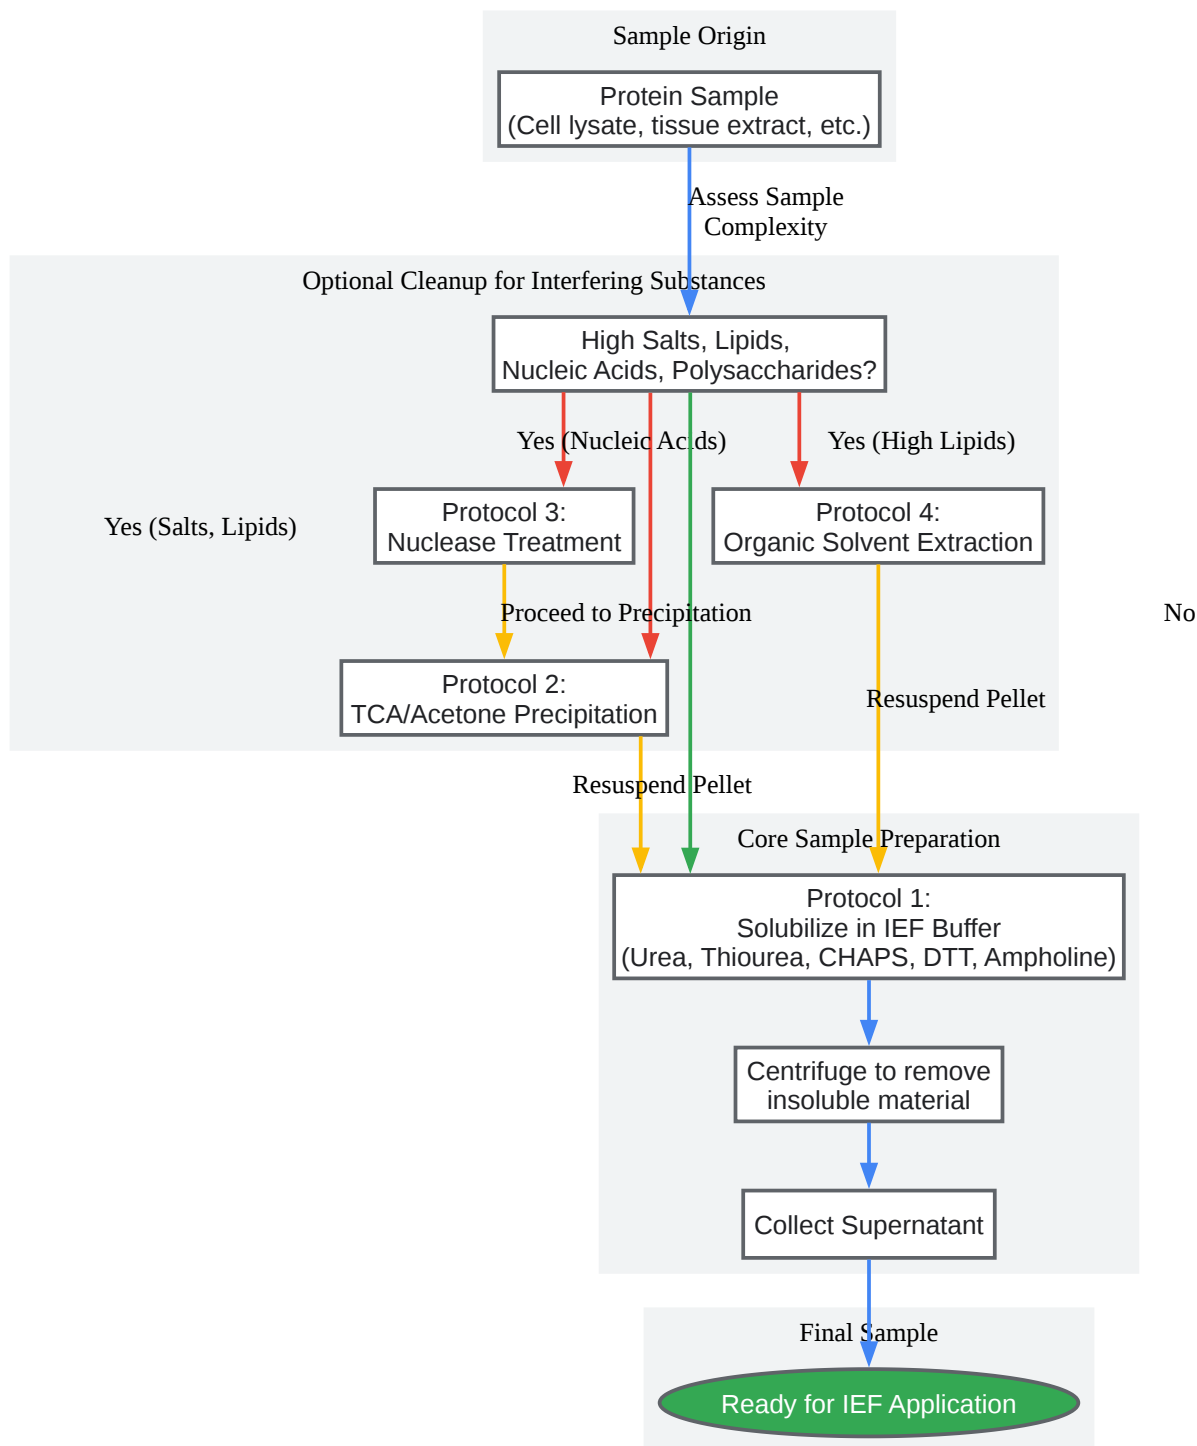 Sample Origin
Protein Sample
(Cell lysate, tissue extract, etc.)
Assess Sample
Complexity
Optional Cleanup for Interfering Substances
High Salts, Lipids,
Nucleic Acids, Polysaccharides?
Yes (Nucleic Acids)
Yes (High Lipids)
Yes (Salts, Lipids)
Protocol 3:
Nuclease Treatment
Protocol 4:
Organic Solvent Extraction
Proceed to Precipitation
No
Protocol 2:
TCA/Acetone Precipitation
Resuspend Pellet
Resuspend Pellet
Core Sample Preparation
Protocol 1:
Solubilize in IEF Buffer
(Urea, Thiourea, CHAPS, DTT, Ampholine)
Centrifuge to remove
insoluble material
Collect Supernatant
Final Sample
Ready for IEF Application